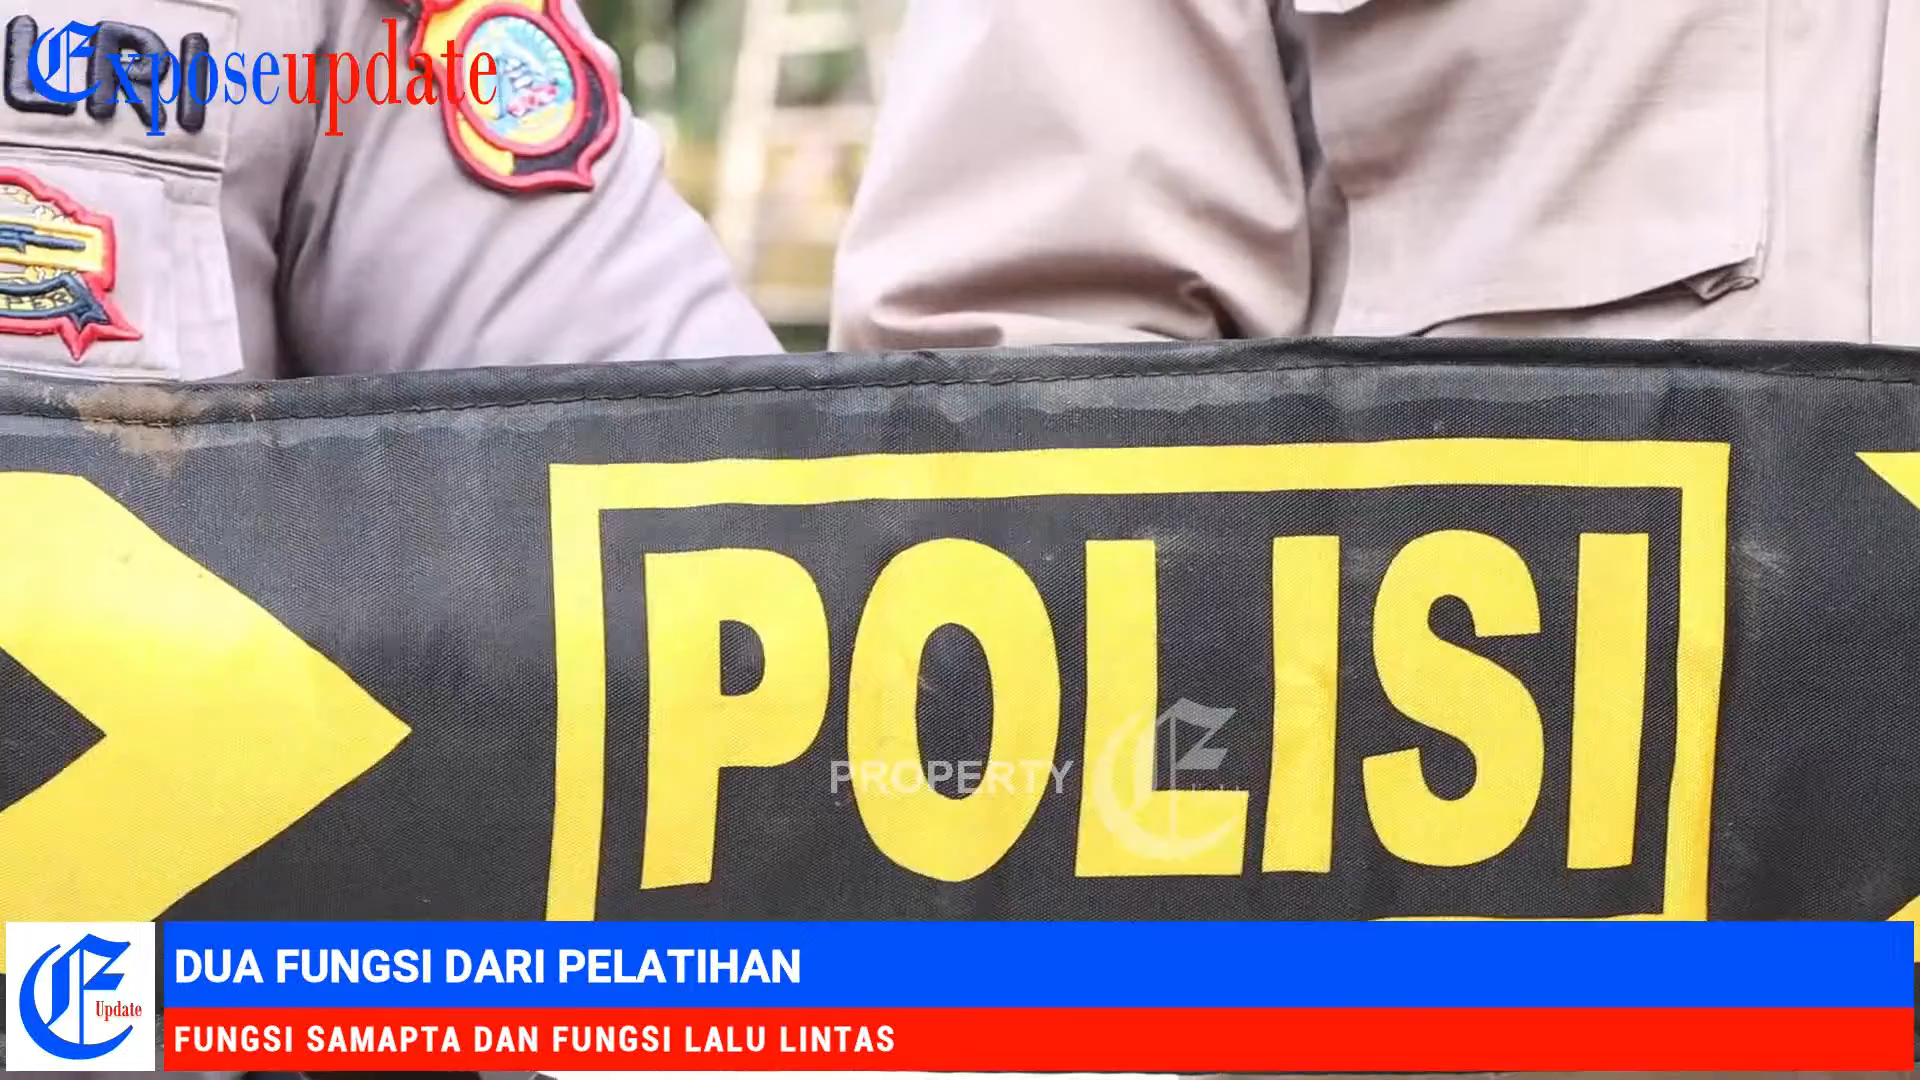 Exposeupdate
POLISI
PROPERTY
Update
DUA FUNGSI DARI PELATIHAN
FUNGSI SAMAPTA DAN FUNGSI LALU LINTAS